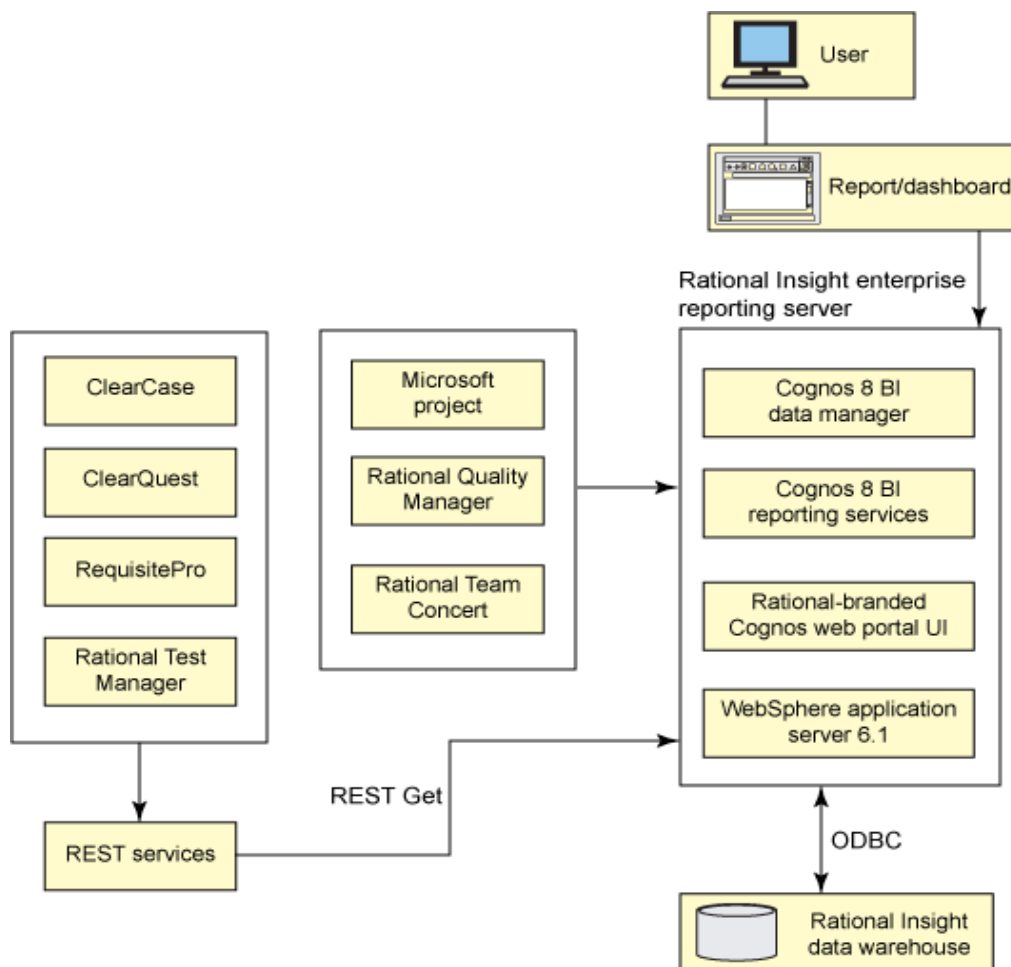 User
Report/dashboard
Rational Insight enterprise
reporting server
ClearCase
ClearQuest
RequisitePro
Rational Test
Manager
Microsoft
project
Rational Quality
Manager
Rational Team
Concert
Cognos 8 BI
data manager
Cognos 8 BI
reporting services
Rational-branded
Cognos web portal UI
WebSphere application
server 6.1
REST Get
REST services
ODBC
Rational Insight
data warehouse